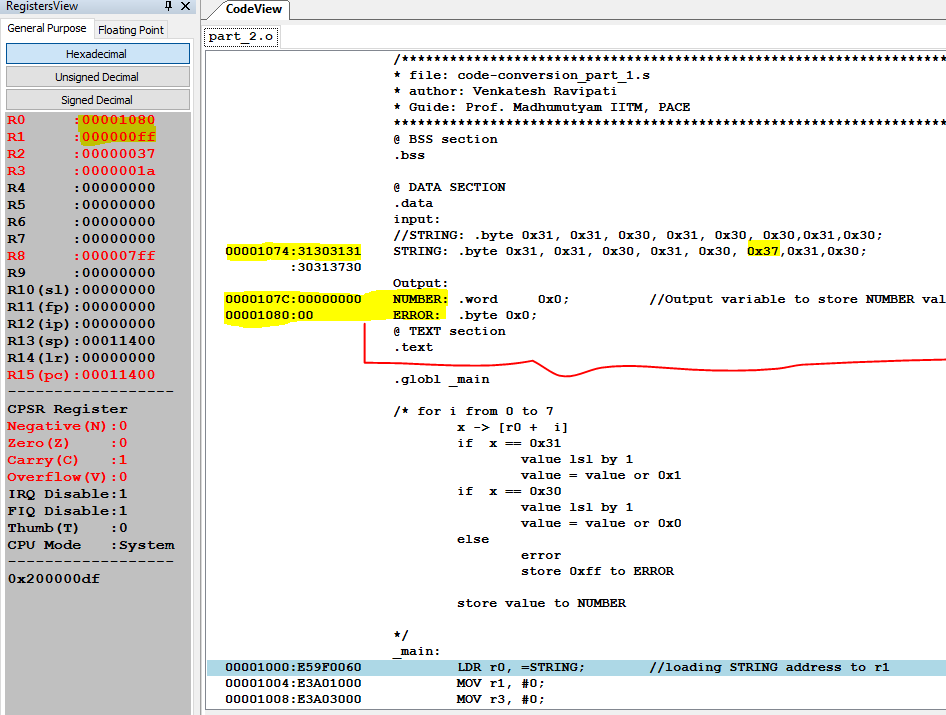 RegistersView
General Purpose Floating Point
Hexadecimal
Unsigned Decimal
Signed Decimal
R0 :00001080
R1 :000000ff
R2 :00000037
R3 :0000001a
R4 :00000000
R5 :00000000
R6 :00000000
R7 :00000000
R8 :000007ff
R9 :00000000
R10(sl):00000000
R11(fp):00000000
R12(ip):00000000
R13(sp):00011400
R14(lr):00000000
R15(pc):00011400
--------------------
CPSR Register
Negative(N):0
Zero(Z) :0
Carry(C) :1
Overflow(V):0
IRQ Disable:1
FIQ Disable:1
Thumb(T) :0
CPU Mode :System
--------------------
0x200000df
CodeView
part_2.o
/*********************************************************************
* file: code-conversion_part_1.s
* author: Venkatesh Ravipati
* Guide: Prof. Madhumutyam IITM, PACE
*********************************************************************
@ BSS section
.bss
@ DATA SECTION
.data
input:
//STRING: .byte 0x31, 0x31, 0x30, 0x31, 0x30, 0x30,0x31,0x30;
00001074:31303131 STRING: .byte 0x31, 0x31, 0x30, 0x31, 0x30, 0x37,0x31,0x30;
:30313730
Output:
0000107C:00000000 NUMBER: .word 0x0; //Output variable to store NUMBER val
00001080:00 ERROR: .byte 0x0;
@ TEXT section
.text
.globl _main
/* for i from 0 to 7
x -> [r0 + i]
if x == 0x31
value lsl by 1
value = value or 0x1
if x == 0x30
value lsl by 1
value = value or 0x0
else
error
store 0xff to ERROR
store value to NUMBER
*/
_main:
00001000:E59F0060 LDR r0, =STRING; //loading STRING address to r1
00001004:E3A01000 MOV r1, #0;
00001008:E3A03000 MOV r3, #0;